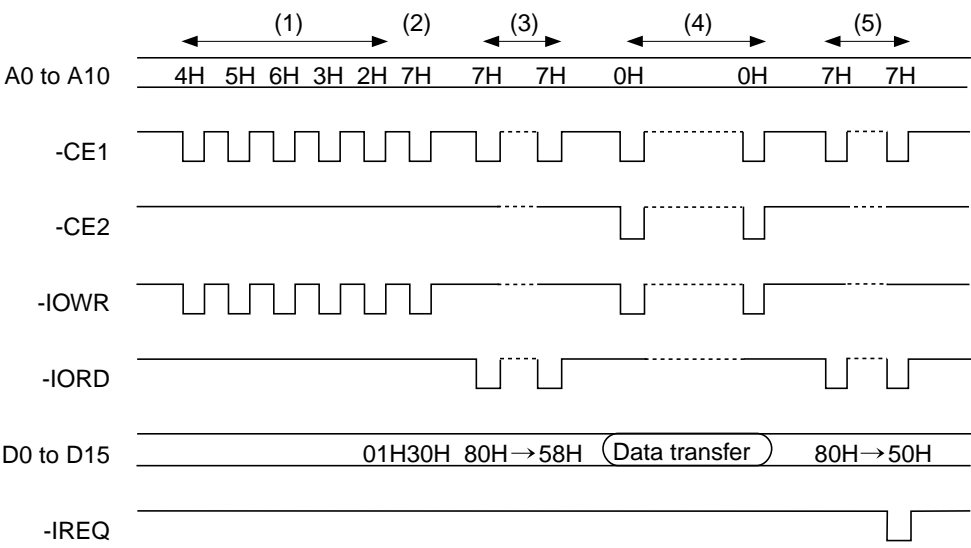 (1) (2) (3) (4) (5)
A0 to A10 4H 5H 6H 3H 2H 7H 7H 7H 0H 0H 7H 7H
-CE1
-CE2
-IOWR
-IORD
D0 to D15 01H30H 80H→58H Data transfer 80H→50H
-IREQ